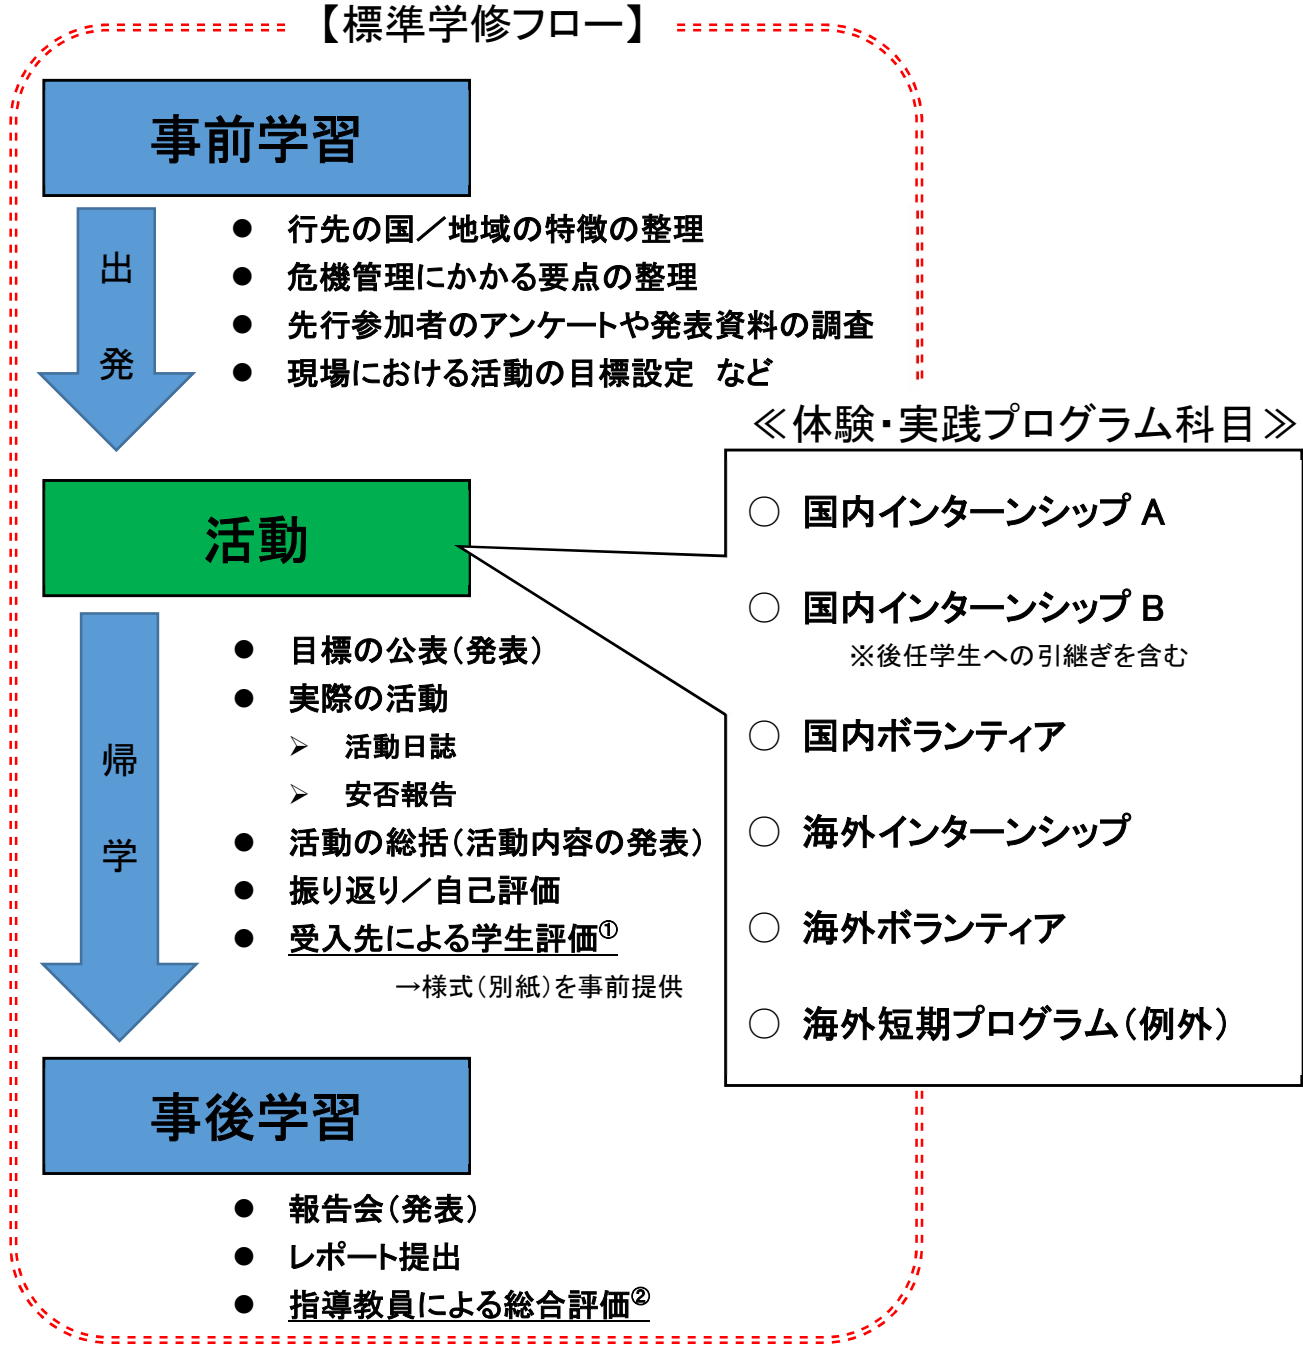 【標準学修フロー】
事前学習
出発
● 行先の国／地域の特徴の整理
● 危機管理にかかる要点の整理
● 先行参加者のアンケートや発表資料の調査
● 現場における活動の目標設定 など
活動
帰学
● 目標の公表（発表）
● 実際の活動
➢ 活動日誌
➢ 安否報告
● 活動の総括（活動内容の発表）
● 振り返り／自己評価
● 受入先による学生評価①
→様式（別紙）を事前提供
≪体験・実践プログラム科目≫
○ 国内インターンシップ A
○ 国内インターンシップ B
※後任学生への引継ぎを含む
○ 国内ボランティア
○ 海外インターンシップ
○ 海外ボランティア
○ 海外短期プログラム（例外）
事後学習
● 報告会（発表）
● レポート提出
● 指導教員による総合評価②